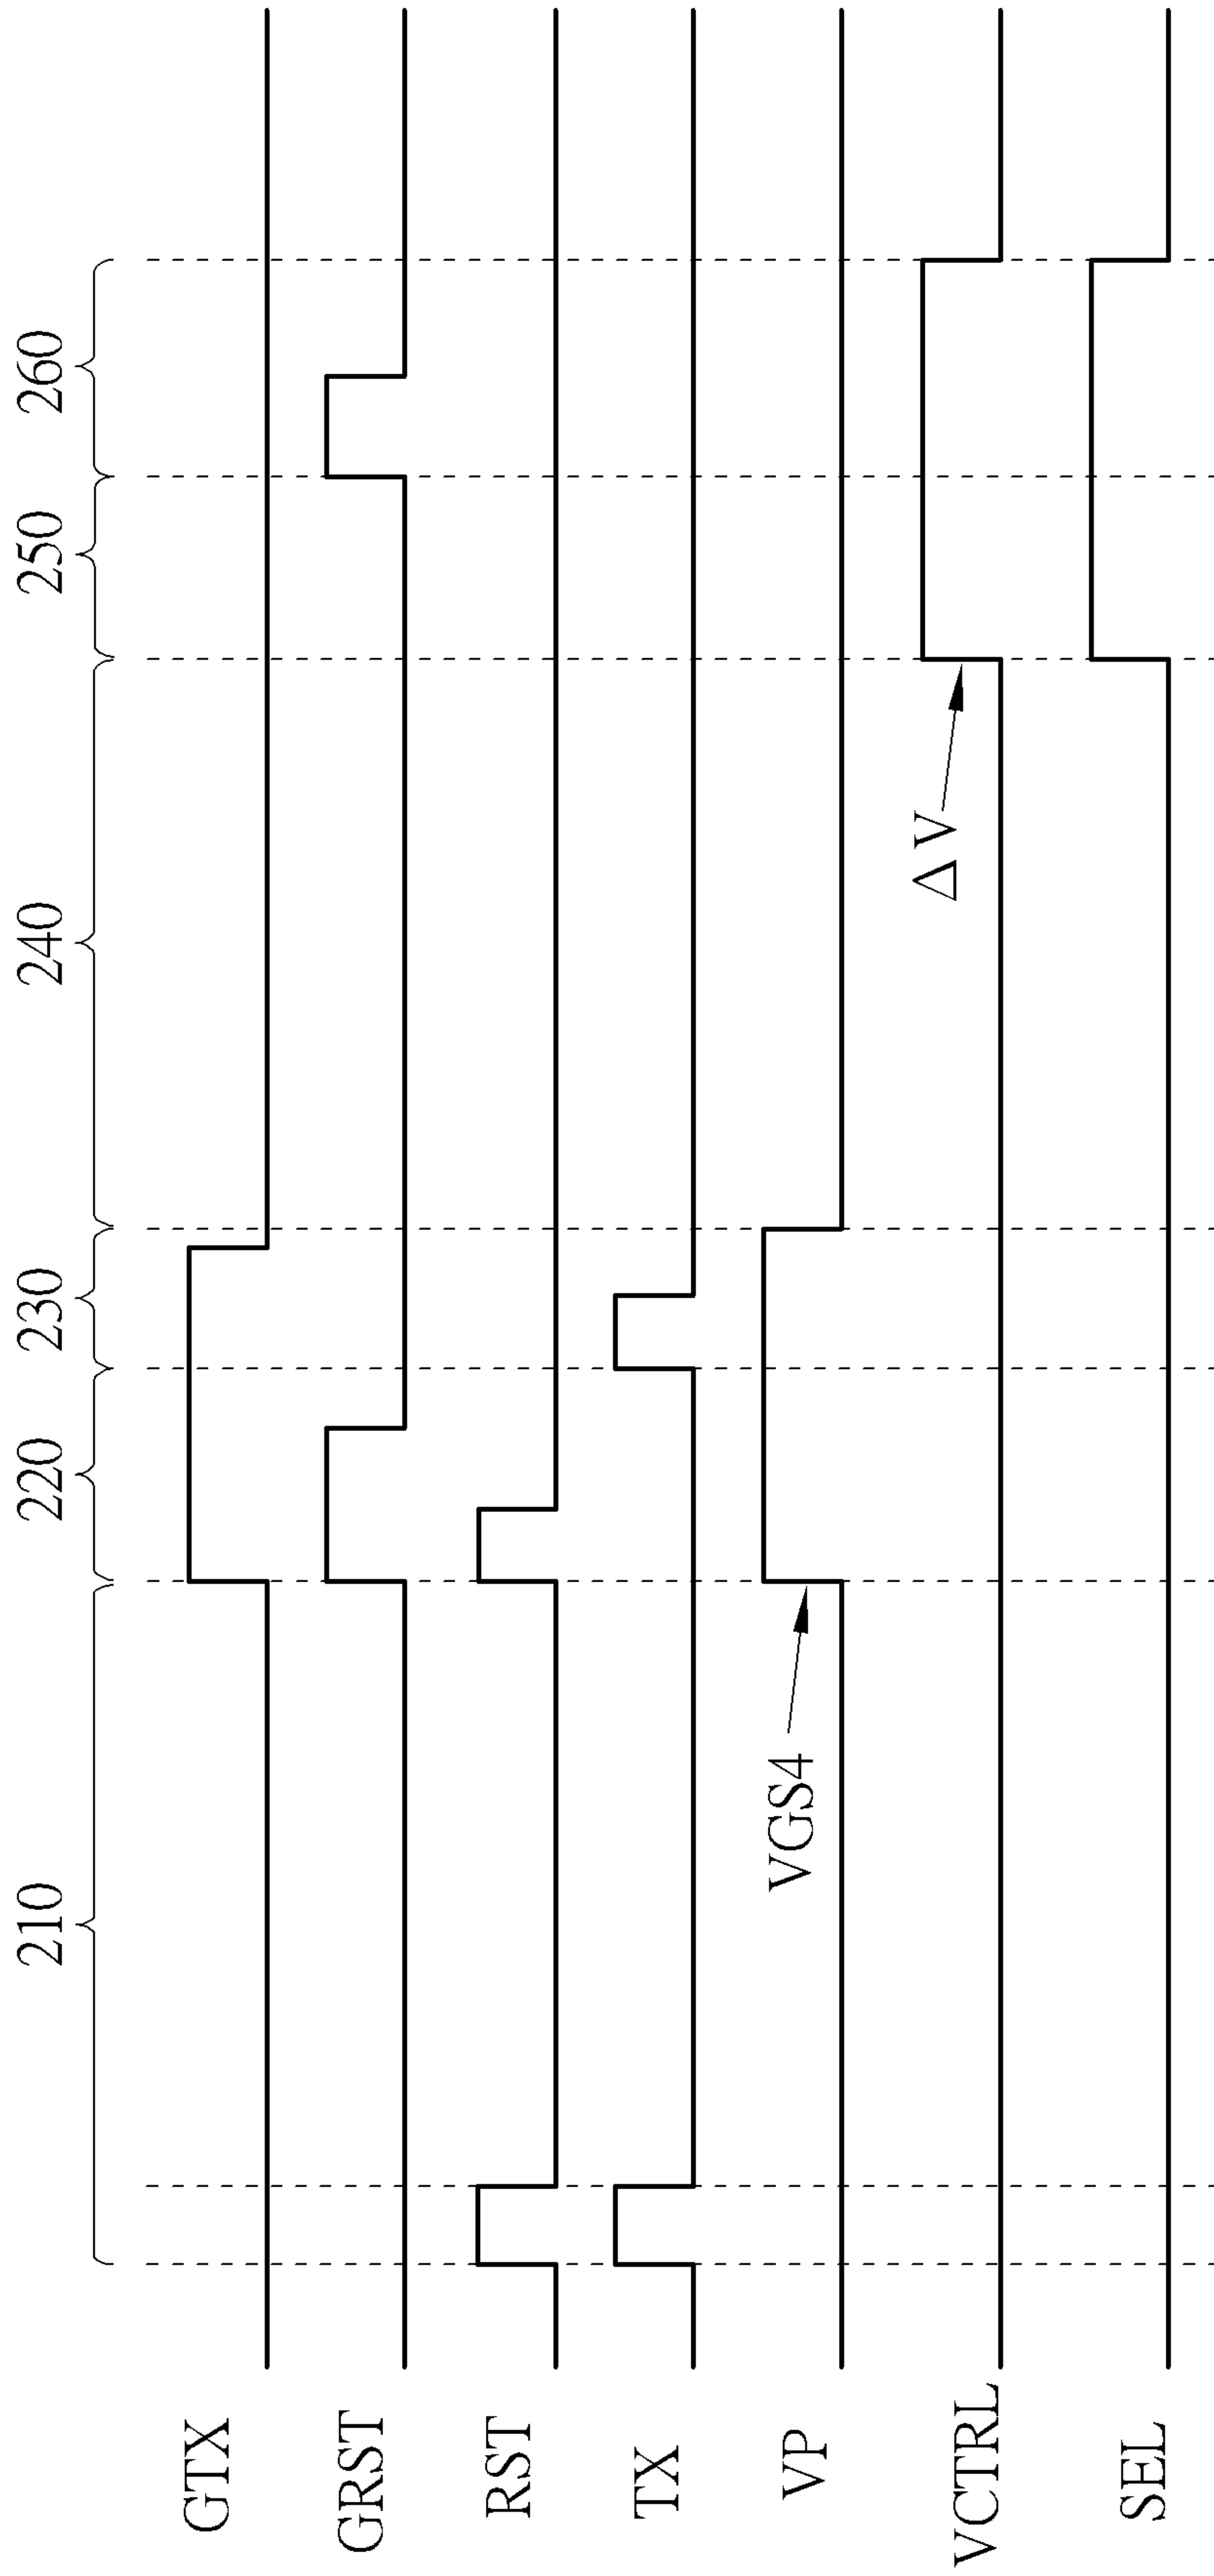 210 220 230 240 250 260
GTX
GRST
RST
TX
VP
VGS4
VCTRL
ΔV
SEL